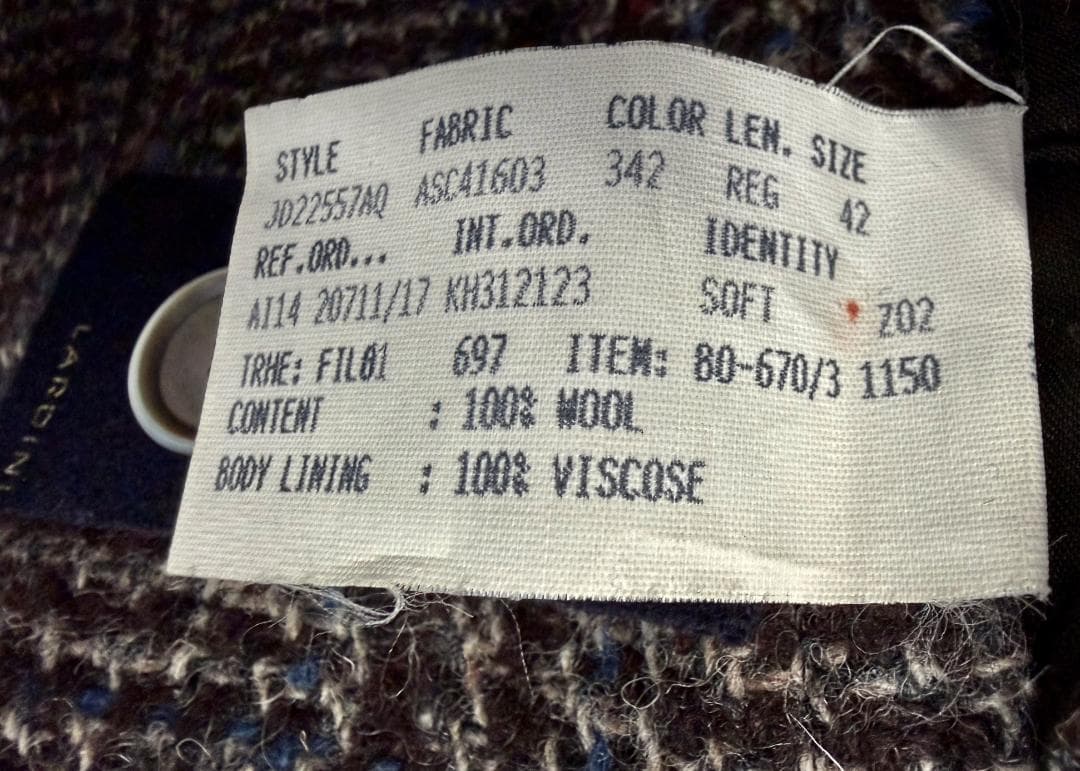 STYLE FABRIC COLOR LEN. SIZE
JD22557AQ ASC41603 342 REG 42
REF.ORD... INT.ORD. IDENTITY
AI14 20711/17 KH312123 SOFT Z02
TRHE: FIL01 697 ITEM: 80-670/3 1150
CONTENT : 100% WOOL
BODY LINING : 100% VISCOSE
LARDINI